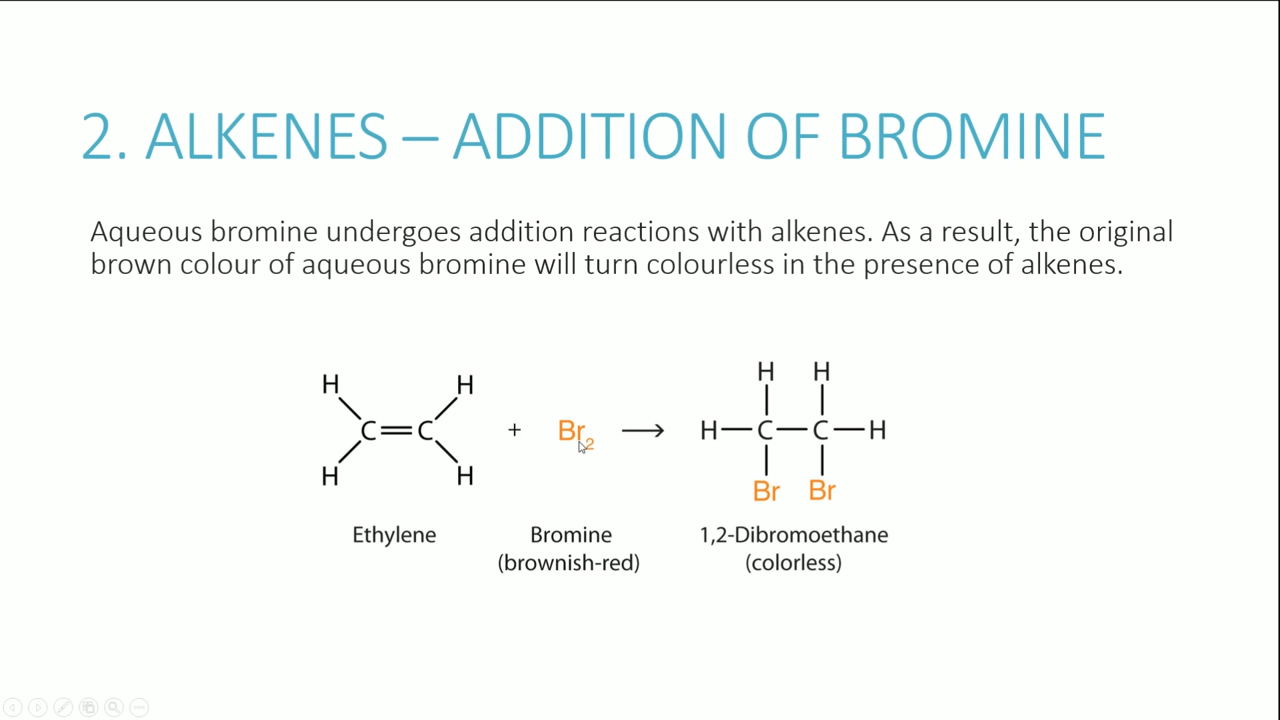 2. ALKENES – ADDITION OF BROMINE
Aqueous bromine undergoes addition reactions with alkenes. As a result, the original
brown colour of aqueous bromine will turn colourless in the presence of alkenes.
H H
H H
C=C + Br2 ⟶ H—C—C—H
H H
Br Br
Ethylene Bromine 1,2-Dibromoethane
(brownish-red) (colorless)